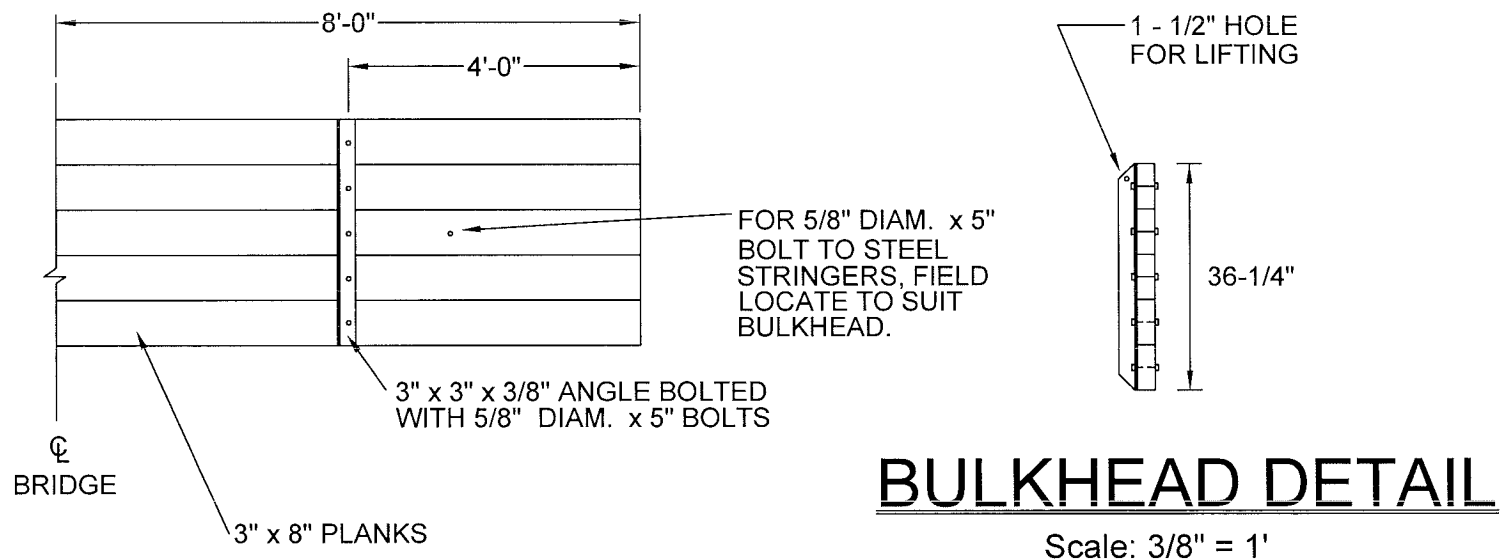 8'-0"
4'-0"
1 - 1/2" HOLE
FOR LIFTING
FOR 5/8" DIAM. x 5"
BOLT TO STEEL
STRINGERS, FIELD
LOCATE TO SUIT
BULKHEAD.
36-1/4"
3" x 3" x 3/8" ANGLE BOLTED
WITH 5/8" DIAM. x 5" BOLTS
℄
BRIDGE
3" x 8" PLANKS
BULKHEAD DETAIL
Scale: 3/8" = 1'